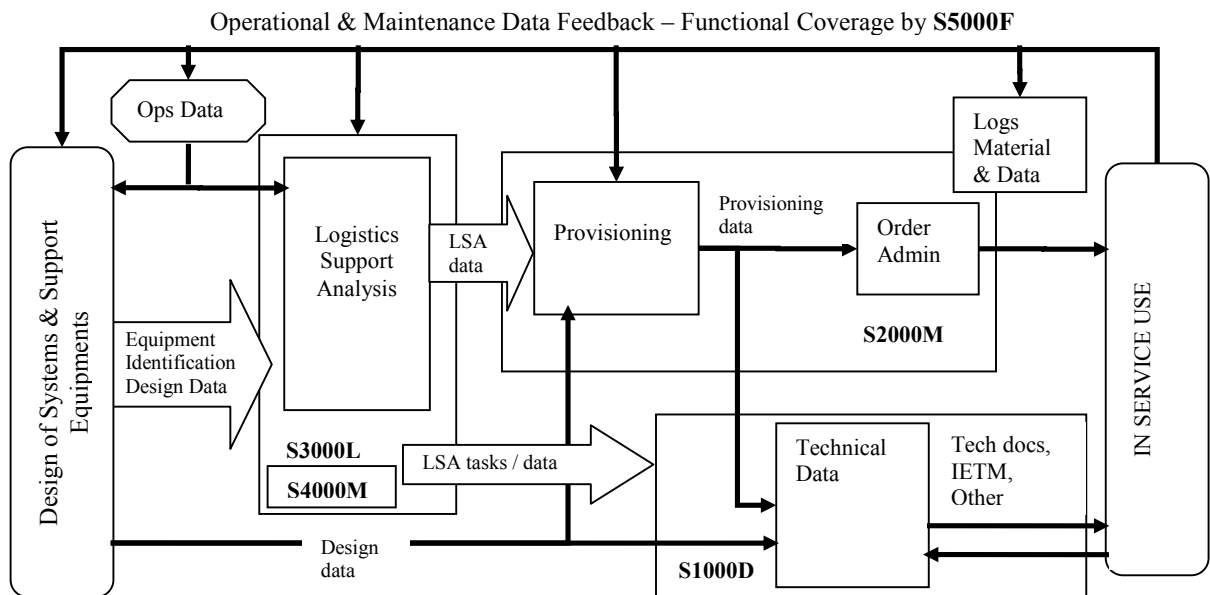 Operational & Maintenance Data Feedback – Functional Coverage by S5000F
Ops Data
Logs
Material
& Data
Design of Systems & Support
Equipments
Logistics
Support
Analysis
LSA
data
Provisioning
Provisioning
data
Order
Admin
S2000M
IN SERVICE USE
Equipment
Identification
Design Data
S3000L
S4000M
LSA tasks / data
Technical
Data
Tech docs,
IETM,
Other
Design
data
S1000D